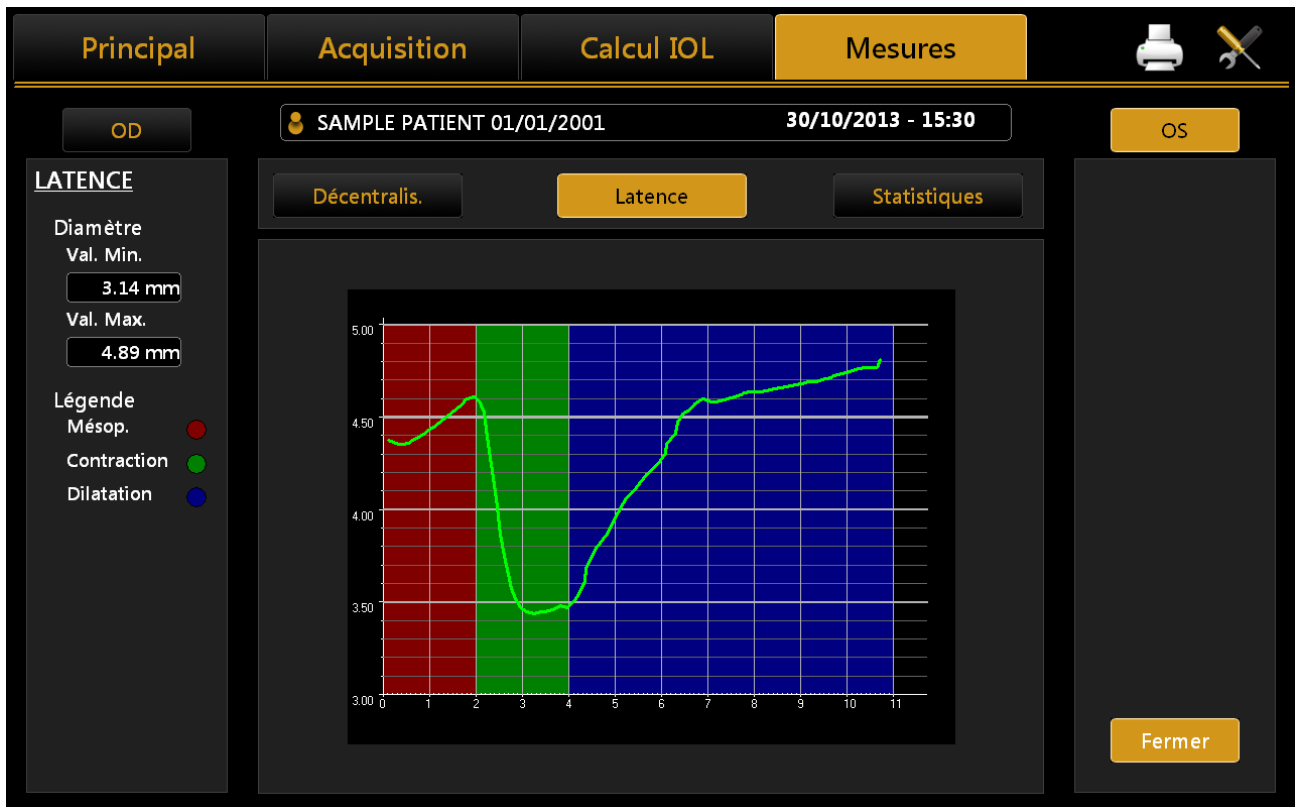 Principal Acquisition Calcul IOL Mesures
OD SAMPLE PATIENT 01/01/2001 30/10/2013 - 15:30 OS
LATENCE
Diamètre
Val. Min.
3.14 mm
Val. Max.
4.89 mm
Légende
Mésop.
Contraction
Dilatation
Décentralis. Latence Statistiques
5.00
4.50
4.00
3.50
3.00
0 1 2 3 4 5 6 7 8 9 10 11
Fermer